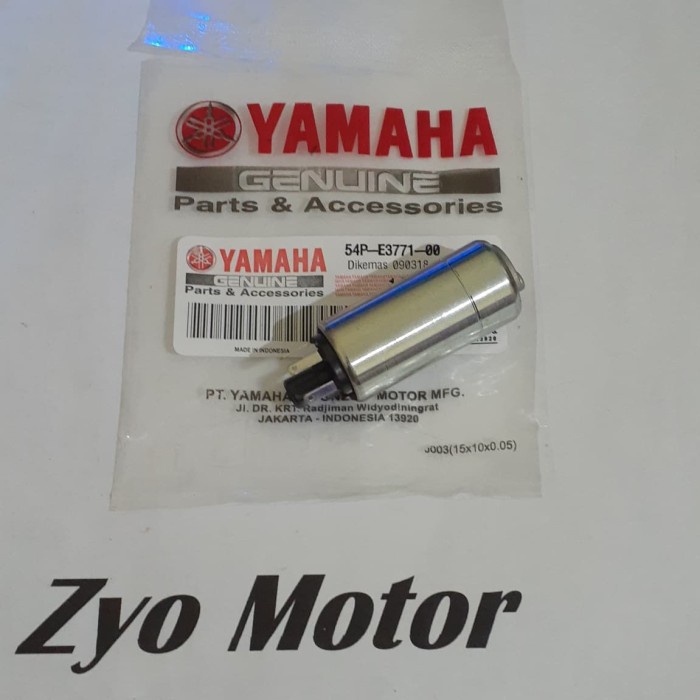 YAMAHA
GENUINE
Parts & Accessories
54P-E3771-00
YAMAHA
Dikemas 090318
GENUINE
Parts & Accessories
MADE IN INDONESIA
PT. YAMAHA MOTOR MFG.
Jl. DR. KRT. Radjiman Widyodiningrat
JAKARTA - INDONESIA 13920
003(15x10x0.05)
Zyo Motor